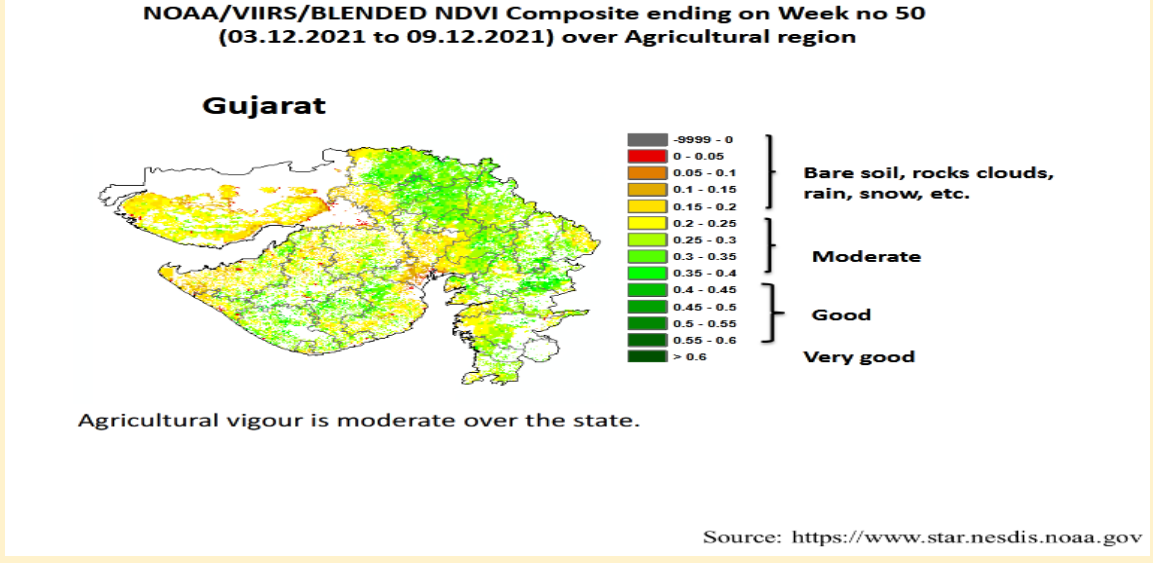 NOAA/VIIRS/BLENDED NDVI Composite ending on Week no 50
(03.12.2021 to 09.12.2021) over Agricultural region
Gujarat
-9999 - 0
0 - 0.05
0.05 - 0.1
0.1 - 0.15
0.15 - 0.2
0.2 - 0.25
0.25 - 0.3
0.3 - 0.35
0.35 - 0.4
0.4 - 0.45
0.45 - 0.5
0.5 - 0.55
0.55 - 0.6
> 0.6
Bare soil, rocks clouds,
rain, snow, etc.
Moderate
Good
Very good
Agricultural vigour is moderate over the state.
Source: https://www.star.nesdis.noaa.gov